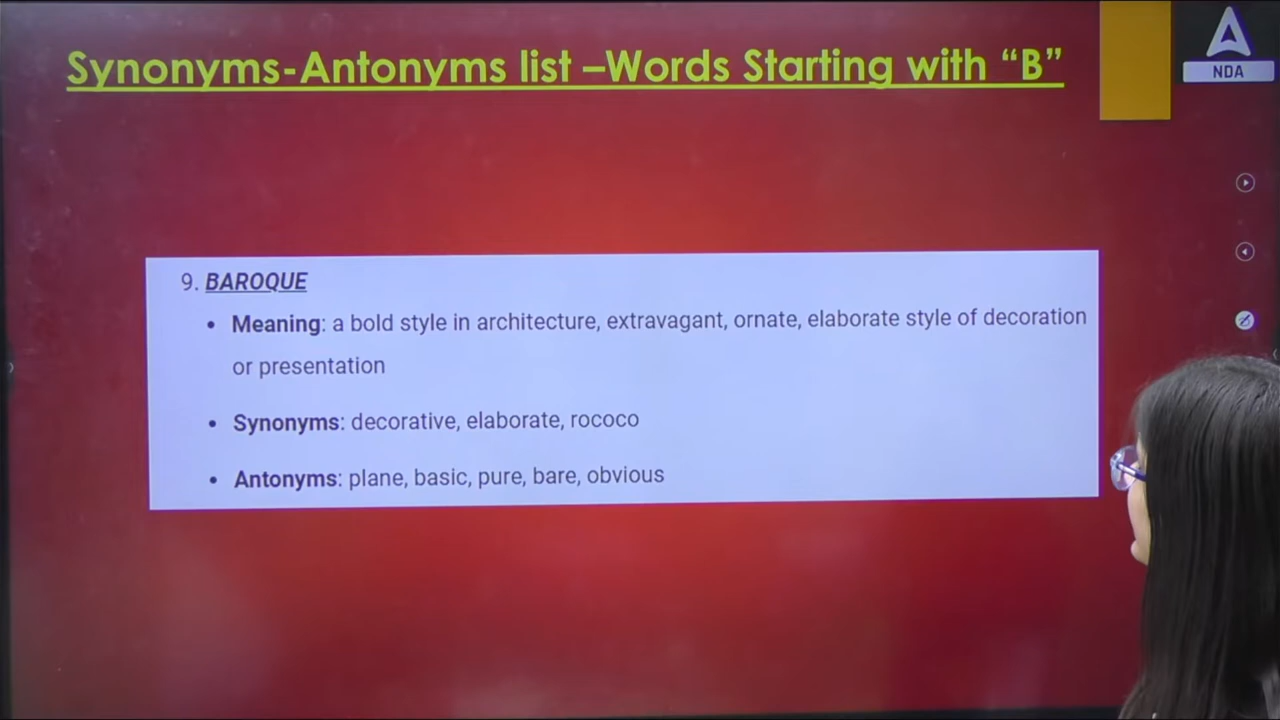 Synonyms-Antonyms list –Words Starting with “B”
NDA
9. BAROQUE
• Meaning: a bold style in architecture, extravagant, ornate, elaborate style of decoration
or presentation
• Synonyms: decorative, elaborate, rococo
• Antonyms: plane, basic, pure, bare, obvious